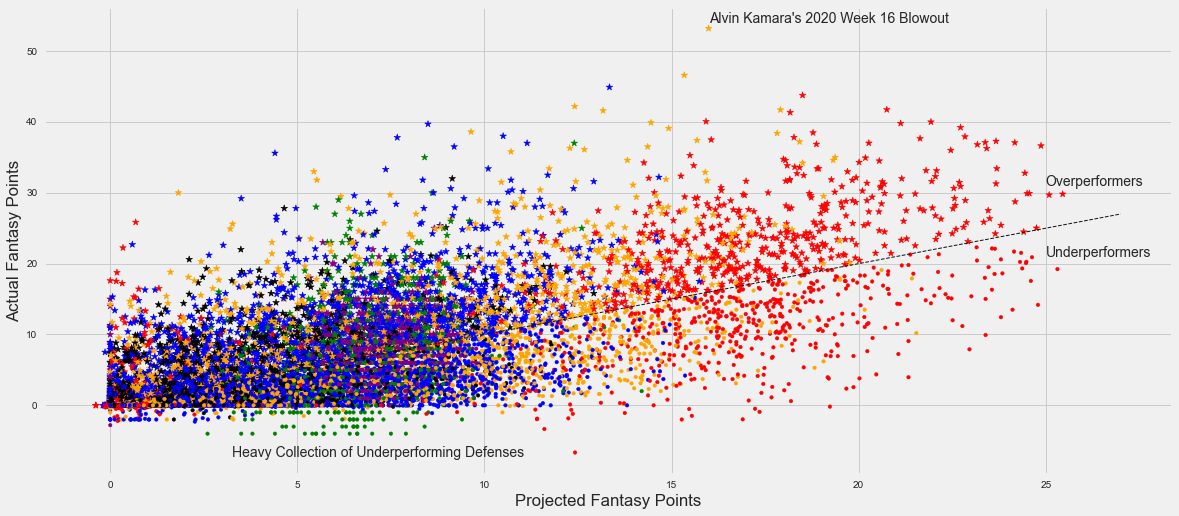 Alvin Kamara's 2020 Week 16 Blowout
50
40
30
20
10
0
Overperformers
Underperformers
Heavy Collection of Underperforming Defenses
0 5 10 15 20 25
Projected Fantasy Points
Actual Fantasy Points